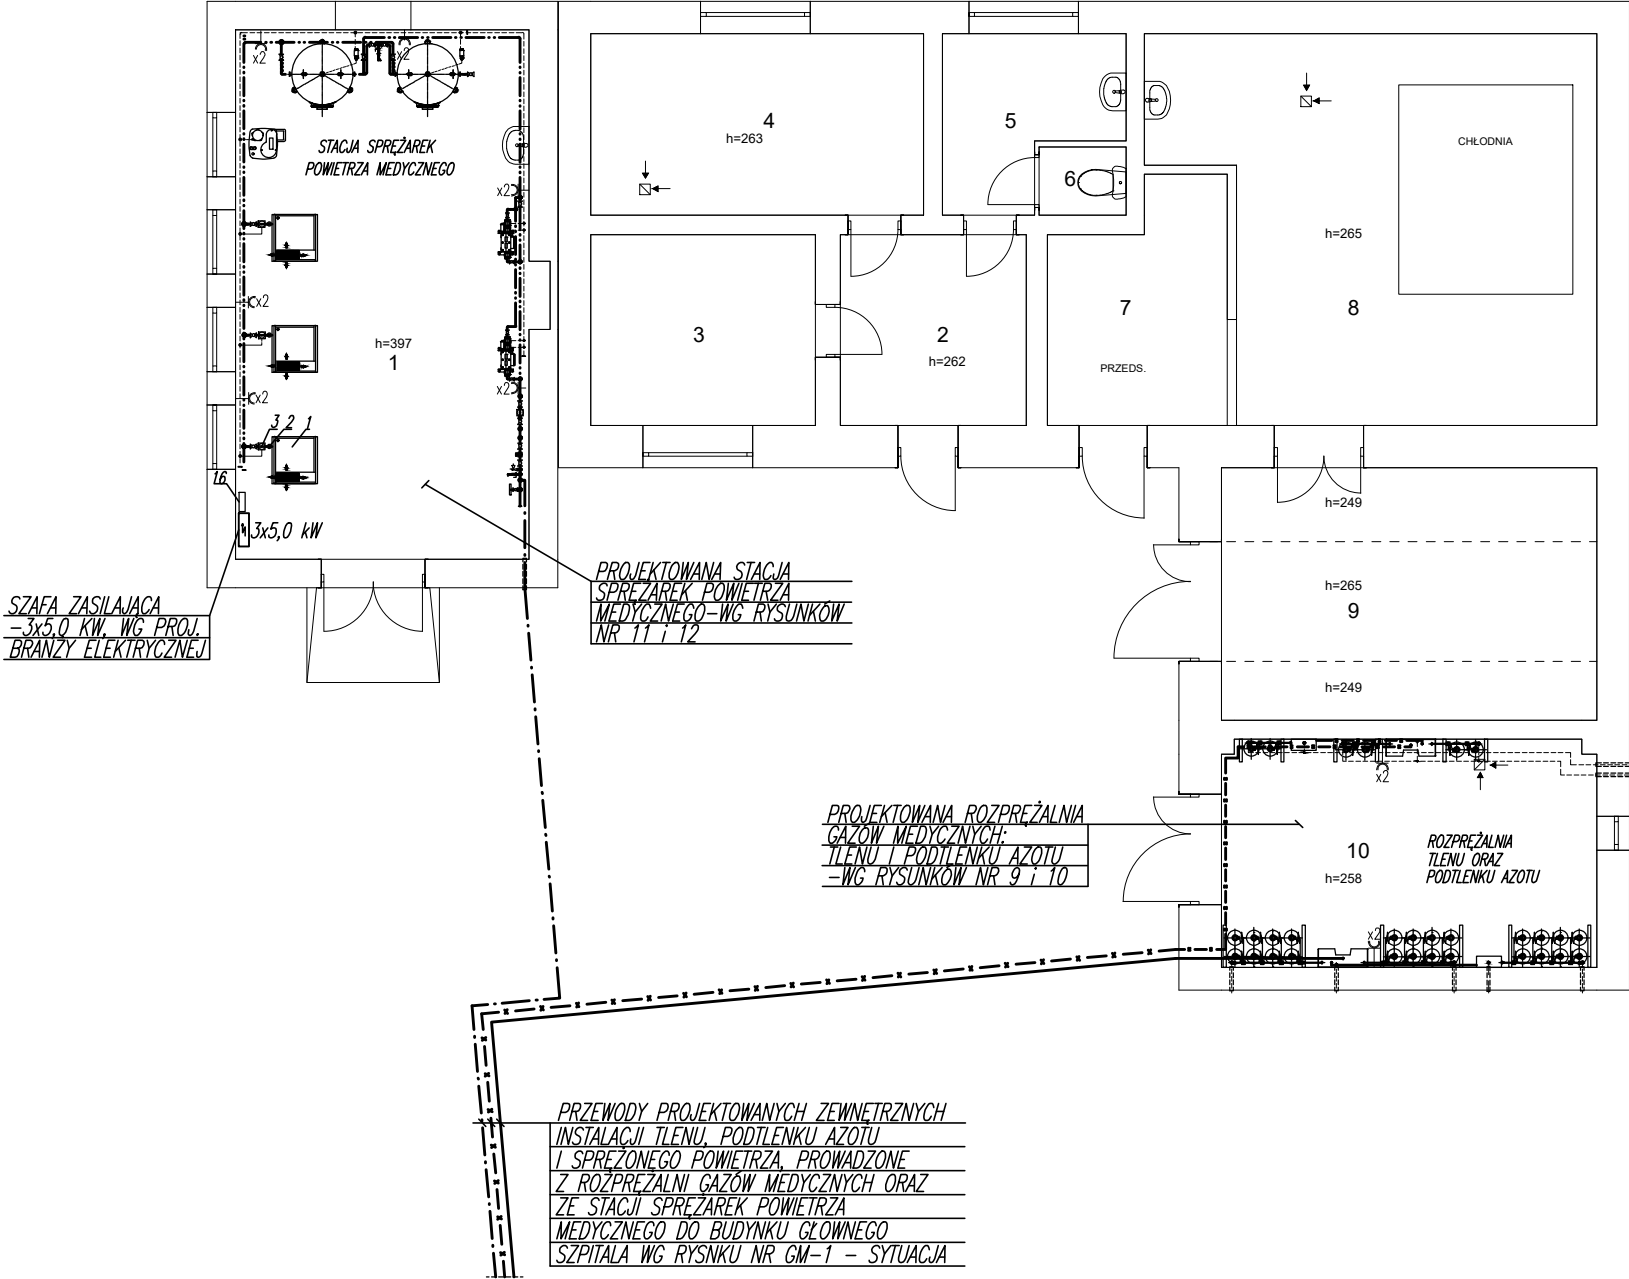 x2
x2
STACJA SPRĘŻAREK
POWIETRZA MEDYCZNEGO
x2
x2
h=397
1
x2
x2
3 2 1
16
3x5,0 kW
4
h=263
5
6
3
2
h=262
7
PRZEDS.
CHŁODNIA
h=265
8
h=249
h=265
9
h=249
SZAFA ZASILAJĄCA
-3x5,0 KW, WG PROJ.
BRANŻY ELEKTRYCZNEJ
PROJEKTOWANA STACJA
SPRĘŻAREK POWIETRZA
MEDYCZNEGO-WG RYSUNKÓW
NR 11 i 12
PROJEKTOWANA ROZPRĘŻALNIA
GAZÓW MEDYCZNYCH:
TLENU I PODTLENKU AZOTU
-WG RYSUNKÓW NR 9 i 10
x2
10
h=258
ROZPRĘŻALNIA
TLENU ORAZ
PODTLENKU AZOTU
x2
PRZEWODY PROJEKTOWANYCH ZEWNĘTRZNYCH
INSTALACJI TLENU, PODTLENKU AZOTU
I SPRĘŻONEGO POWIETRZA, PROWADZONE
Z ROZPRĘŻALNI GAZÓW MEDYCZNYCH ORAZ
ZE STACJI SPRĘŻAREK POWIETRZA
MEDYCZNEGO DO BUDYNKU GŁOWNEGO
SZPITALA WG RYSNKU NR GM-1 - SYTUACJA